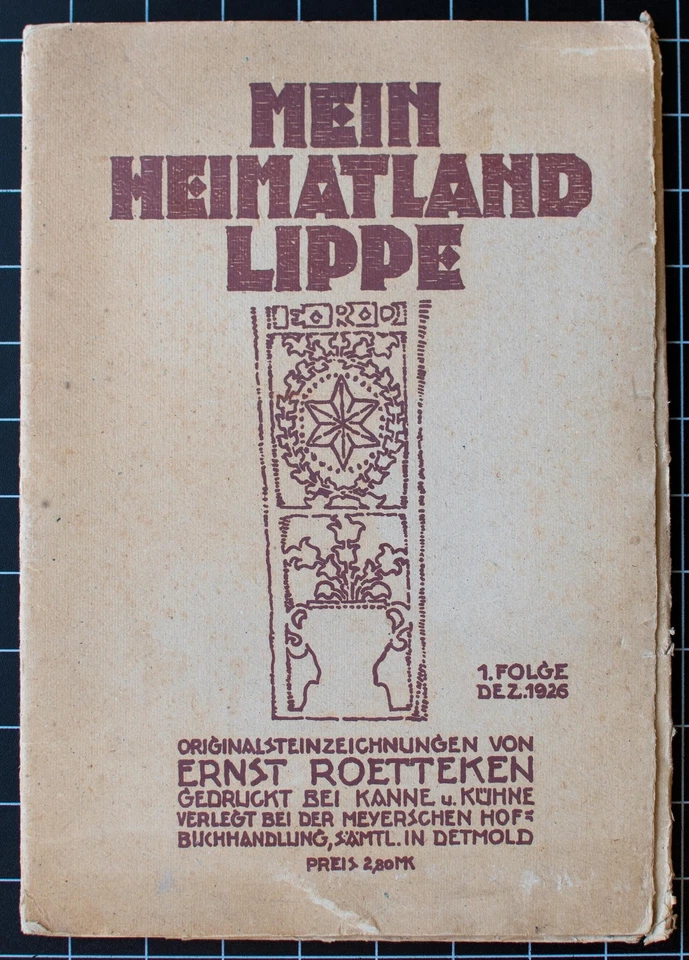 MEIN
HEIMATLAND
LIPPE
1. FOLGE
DEZ. 1926
ORIGINALSTEINZEICHNUNGEN VON
ERNST ROETTEKEN
GEDRUCKT BEI KANNE u. KÜHNE
VERLEGT BEI DER MEYERSCHEN HOF=
BUCHHANDLUNG, SÄMTL. IN DETMOLD
PREIS 2,80 MK